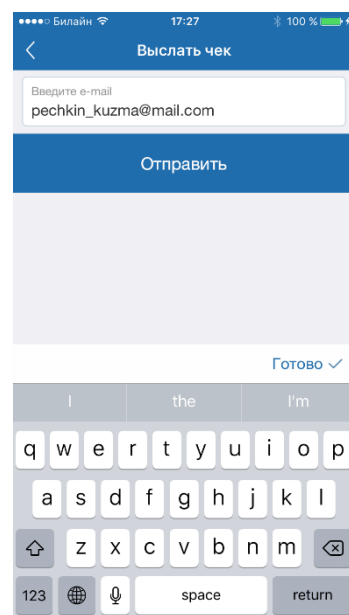 Билайн 17:27 100 %
Выслать чек
Введите e-mail
pechkin_kuzma@mail.com
Отправить
Готово
I the I'm
q w e r t y u i o p
a s d f g h j k l
z x c v b n m
123 space return